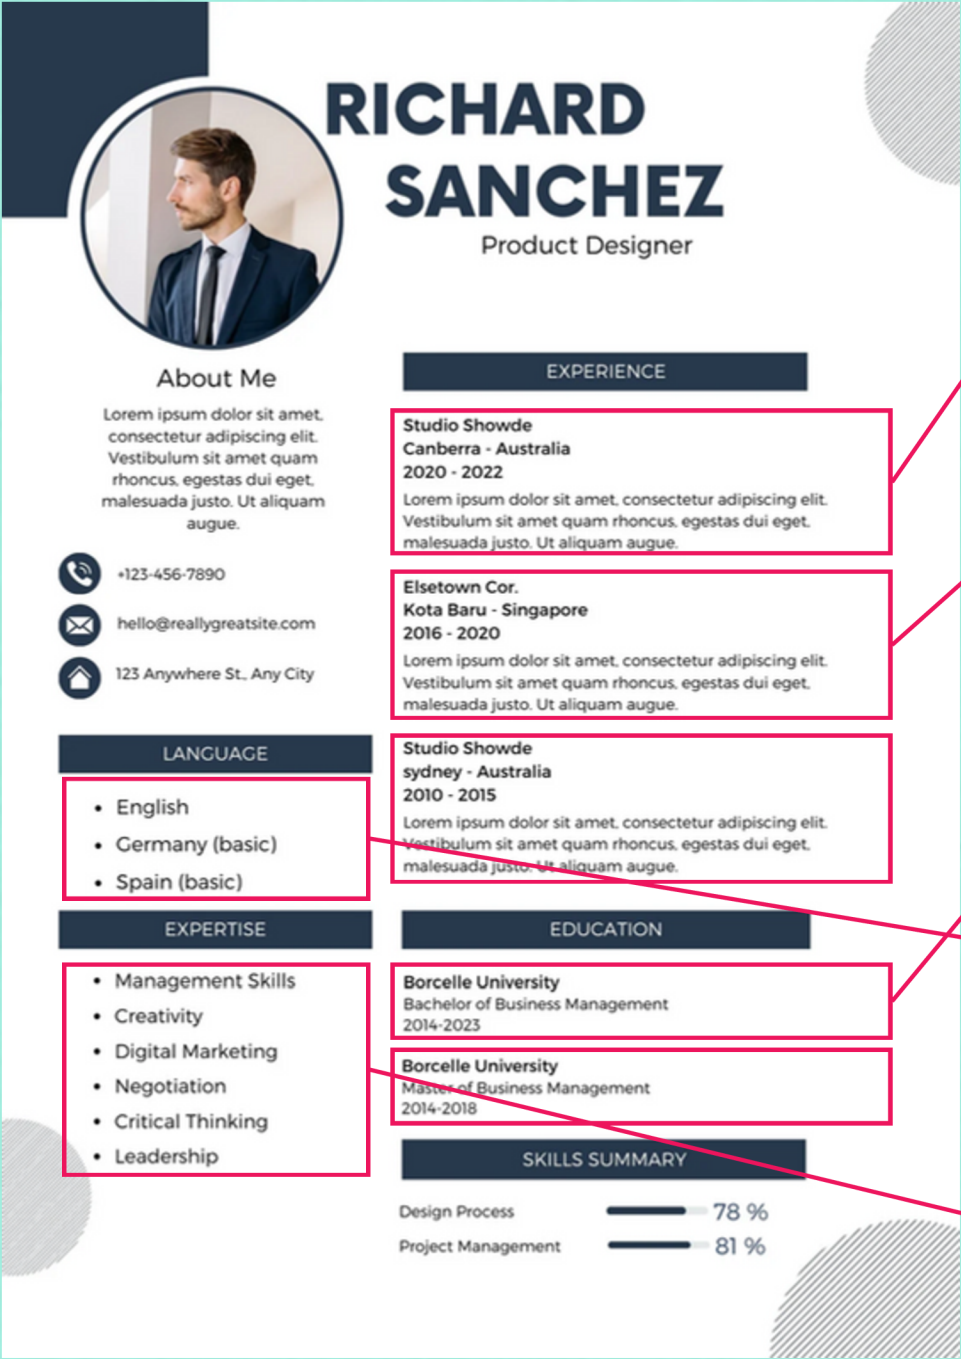 RICHARD
SANCHEZ
Product Designer
About Me
Lorem ipsum dolor sit amet,
consectetur adipiscing elit.
Vestibulum sit amet quam
rhoncus, egestas dui eget,
malesuada justo. Ut aliquam
augue.
+123-456-7890
hello@reallygreatsite.com
123 Anywhere St., Any City
LANGUAGE
• English
• Germany (basic)
• Spain (basic)
EXPERTISE
• Management Skills
• Creativity
• Digital Marketing
• Negotiation
• Critical Thinking
• Leadership
EXPERIENCE
Studio Showde
Canberra - Australia
2020 - 2022
Lorem ipsum dolor sit amet, consectetur adipiscing elit.
Vestibulum sit amet quam rhoncus, egestas dui eget,
malesuada justo. Ut aliquam augue.
Elsetown Cor.
Kota Baru - Singapore
2016 - 2020
Lorem ipsum dolor sit amet, consectetur adipiscing elit.
Vestibulum sit amet quam rhoncus, egestas dui eget,
malesuada justo. Ut aliquam augue.
Studio Showde
sydney - Australia
2010 - 2015
Lorem ipsum dolor sit amet, consectetur adipiscing elit.
Vestibulum sit amet quam rhoncus, egestas dui eget,
malesuada justo. Ut aliquam augue.
EDUCATION
Borcelle University
Bachelor of Business Management
2014-2023
Borcelle University
Master of Business Management
2014-2018
SKILLS SUMMARY
Design Process 78 %
Project Management 81 %